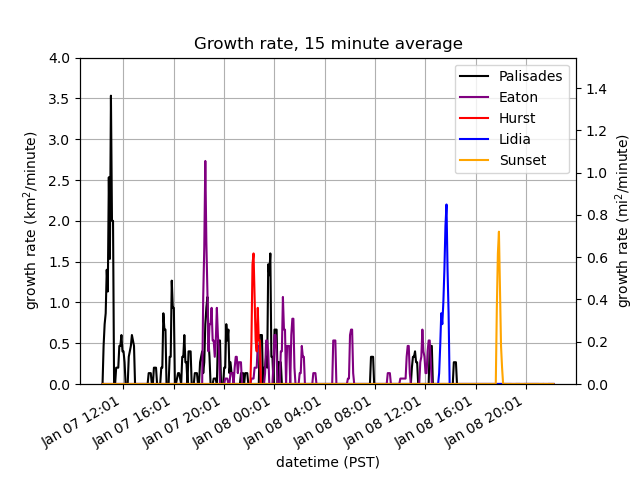 Growth rate, 15 minute average
growth rate (km²/minute)
4.0
3.5
3.0
2.5
2.0
1.5
1.0
0.5
0.0
Palisades
Eaton
Hurst
Lidia
Sunset
1.4
1.2
1.0
0.8
0.6
0.4
0.2
0.0
growth rate (mi²/minute)
Jan 07 12:01
Jan 07 16:01
Jan 07 20:01
Jan 08 00:01
Jan 08 04:01
Jan 08 08:01
Jan 08 12:01
Jan 08 16:01
Jan 08 20:01
datetime (PST)